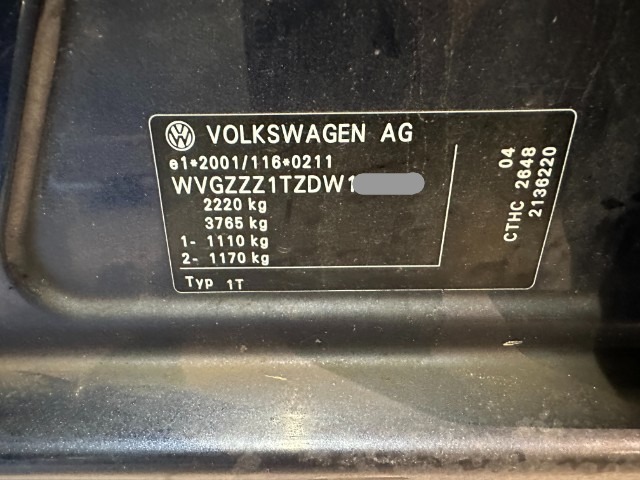 VOLKSWAGEN AG
e1*2001/116*0211
WVGZZZ1TZDW1
2220 kg
3765 kg
1- 1110 kg
2- 1170 kg
Typ 1T
04
CTHC 2648
2136220